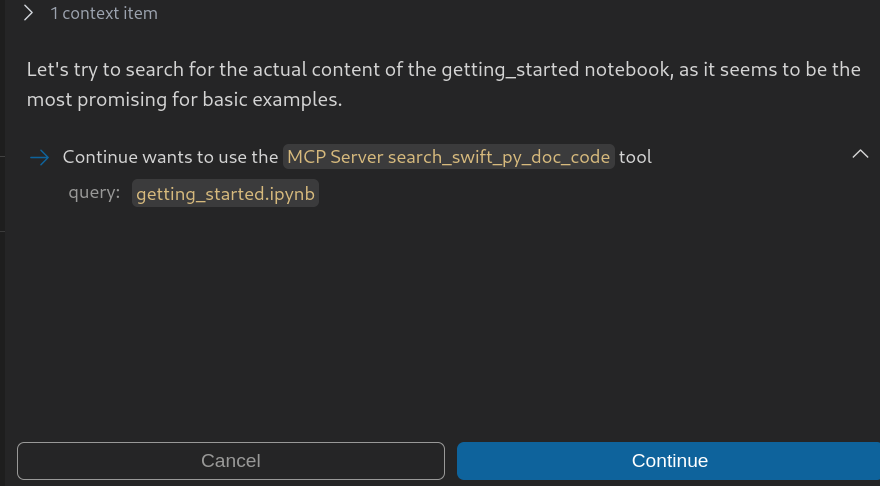 1 context item
Let's try to search for the actual content of the getting_started notebook, as it seems to be the
most promising for basic examples.
Continue wants to use the MCP Server search_swift_py_doc_code tool
query: getting_started.ipynb
Cancel Continue